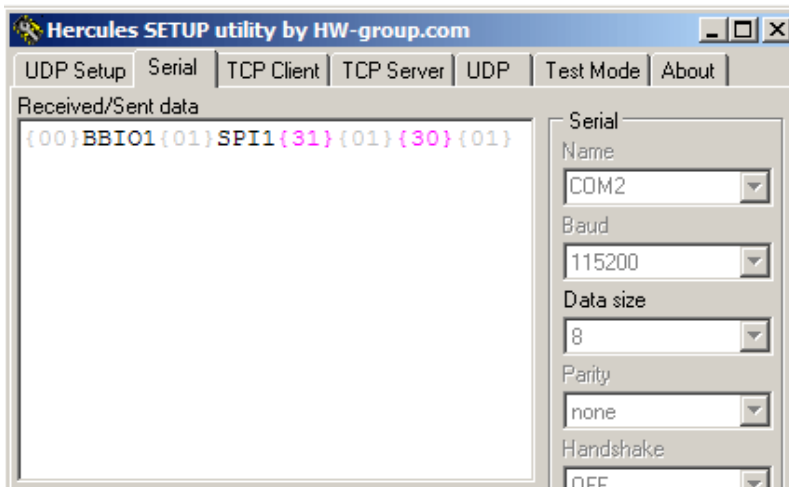 Hercules SETUP utility by HW-group.com
UDP Setup Serial TCP Client TCP Server UDP Test Mode About
Received/Sent data
{00}BBIO1{01}SPI1{31}{01}{30}{01}
Serial
Name
COM2
Baud
115200
Data size
8
Parity
none
Handshake
OFF